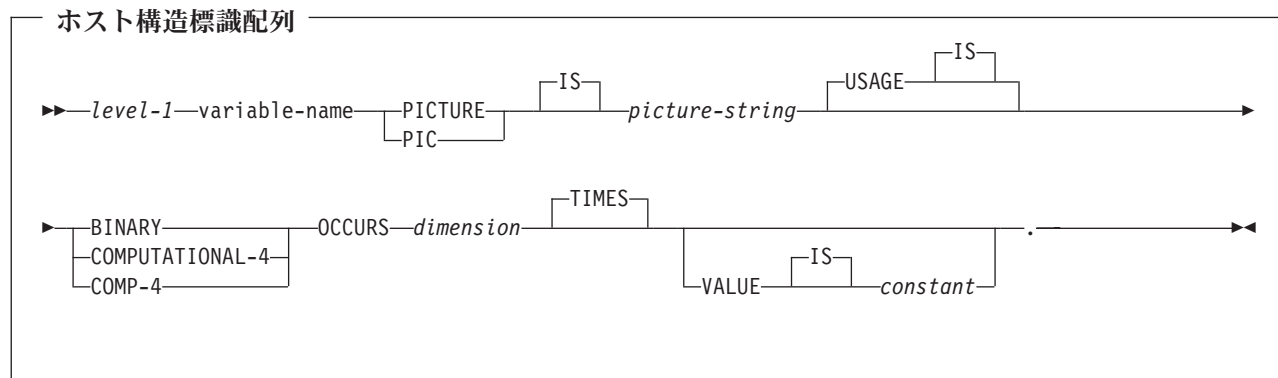 ホスト構造標識配列
IS
USAGE IS
level-1 variable-name PICTURE picture-string
PIC
TIMES
BINARY OCCURS dimension .
COMPUTATIONAL-4 IS
COMP-4 VALUE constant